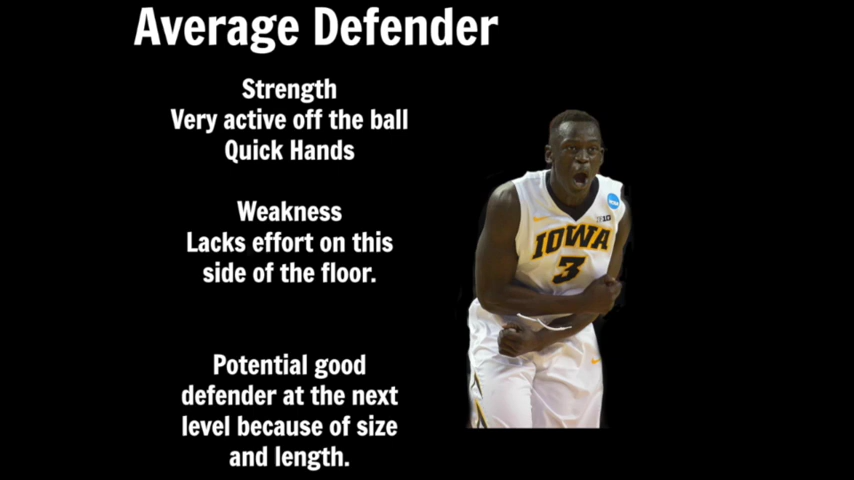 Average Defender
Strength
Very active off the ball
Quick Hands
Weakness
Lacks effort on this
side of the floor.
Potential good
defender at the next
level because of size
and length.
IOWA
3